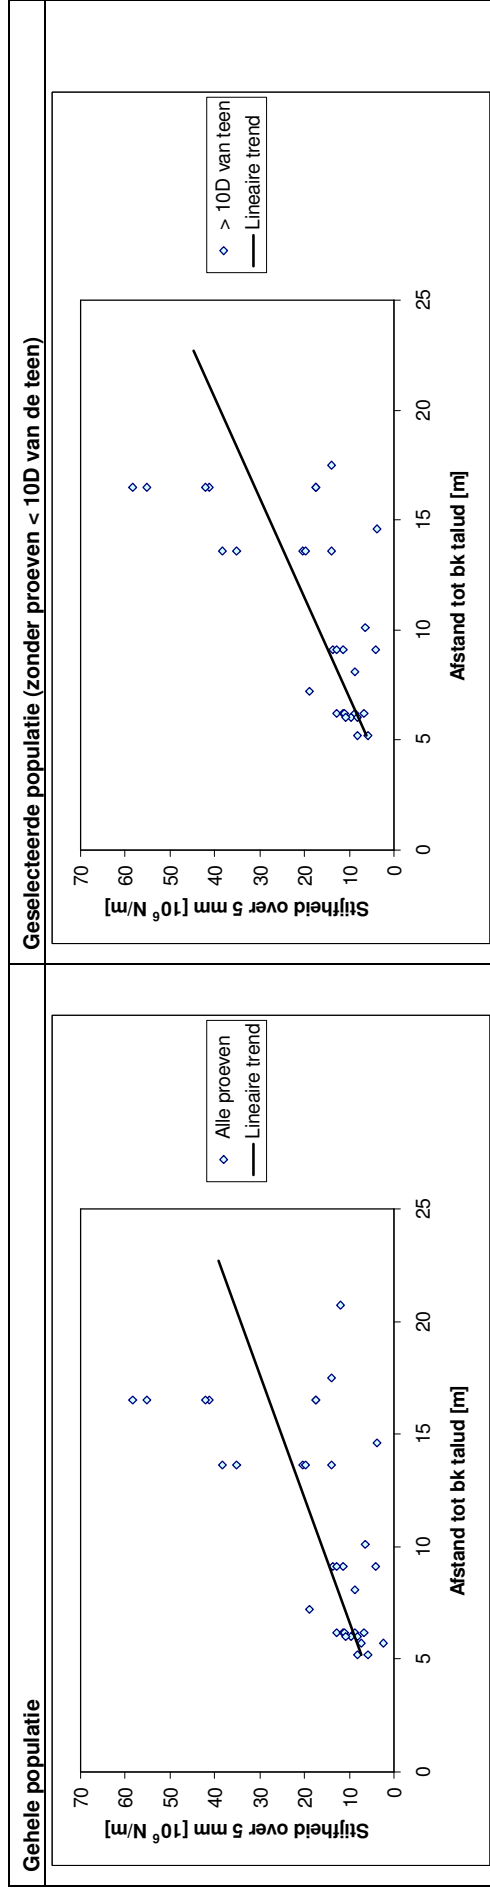 Gehele populatie
Stijfheid over 5 mm [10⁶ N/m]
70
60
50
40
30
20
10
0
0
5
10
15
20
25
Afstand tot bk talud [m]
Alle proeven
Lineaire trend
Geselecteerde populatie (zonder proeven < 10D van de teen)
Stijfheid over 5 mm [10⁶ N/m]
70
60
50
40
30
20
10
0
0
5
10
15
20
25
Afstand tot bk talud [m]
> 10D van teen
Lineaire trend